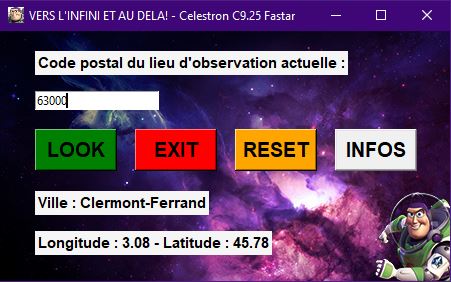 VERS L'INFINI ET AU DELA! - Celestron C9.25 Fastar
Code postal du lieu d'observation actuelle :
63000
LOOK EXIT RESET INFOS
Ville : Clermont-Ferrand
Longitude : 3.08 - Latitude : 45.78